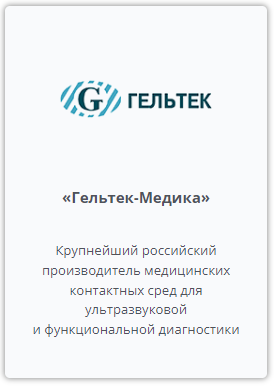 G ГЕЛЬТЕК
«Гельтек-Медика»
Крупнейший российский
производитель медицинских
контактных сред для
ультразвуковой
и функциональной диагностики